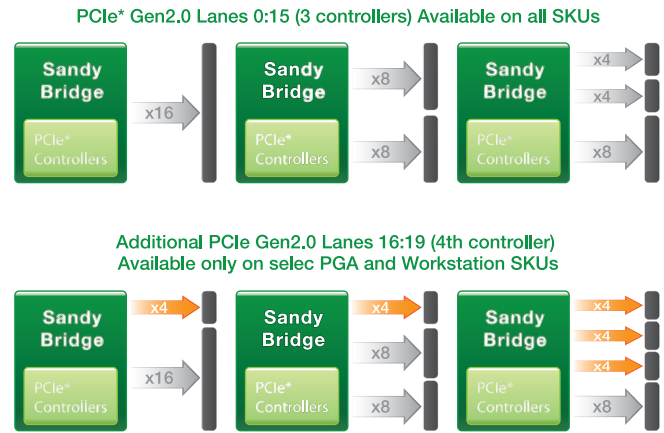 PCIe* Gen2.0 Lanes 0:15 (3 controllers) Available on all SKUs
Sandy
Bridge
x16
PCIe*
Controllers
Sandy
Bridge
x8
x8
PCIe*
Controllers
Sandy
Bridge
x4
x4
x8
PCIe*
Controllers
Additional PCIe Gen2.0 Lanes 16:19 (4th controller)
Available only on selec PGA and Workstation SKUs
Sandy
Bridge
x4
x16
PCIe*
Controllers
Sandy
Bridge
x4
x8
x8
PCIe*
Controllers
Sandy
Bridge
x4
x4
x4
x8
PCIe*
Controllers